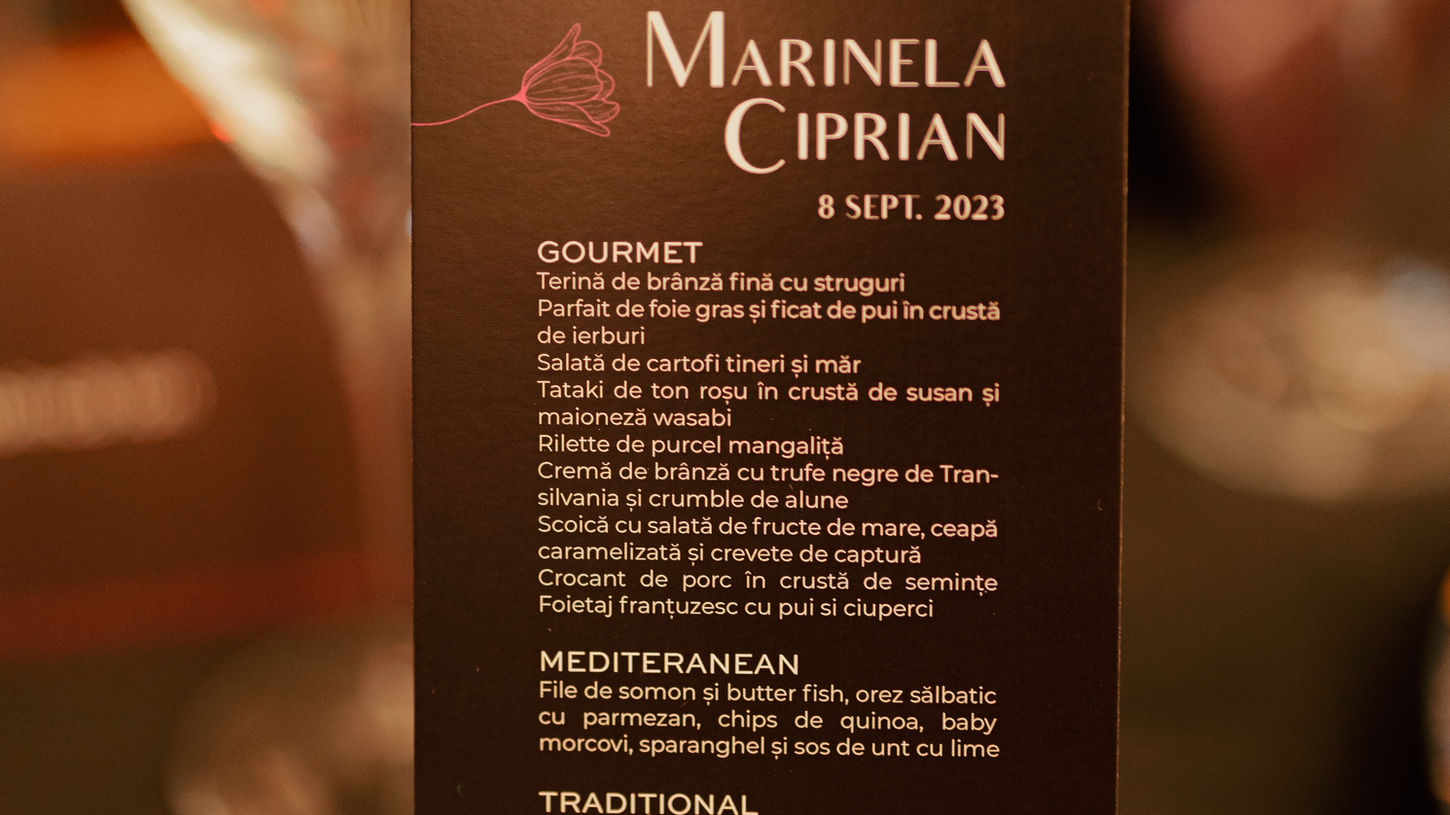 MARINELA
CIPRIAN
8 SEPT. 2023
GOURMET
Terină de brânză fină cu struguri
Parfait de foie gras și ficat de pui în crustă
de ierburi
Salată de cartofi tineri și măr
Tataki de ton roșu în crustă de susan și
maioneză wasabi
Rilette de purcel mangaliță
Cremă de brânză cu trufe negre de Tran-
silvania și crumble de alune
Scoică cu salată de fructe de mare, ceapă
caramelizată și crevete de captură
Crocant de porc în crustă de semințe
Foietaj franțuzesc cu pui si ciuperci
MEDITERANEAN
File de somon și butter fish, orez sălbatic
cu parmezan, chips de quinoa, baby
morcovi, sparanghel și sos de unt cu lime
TRADITIONAL